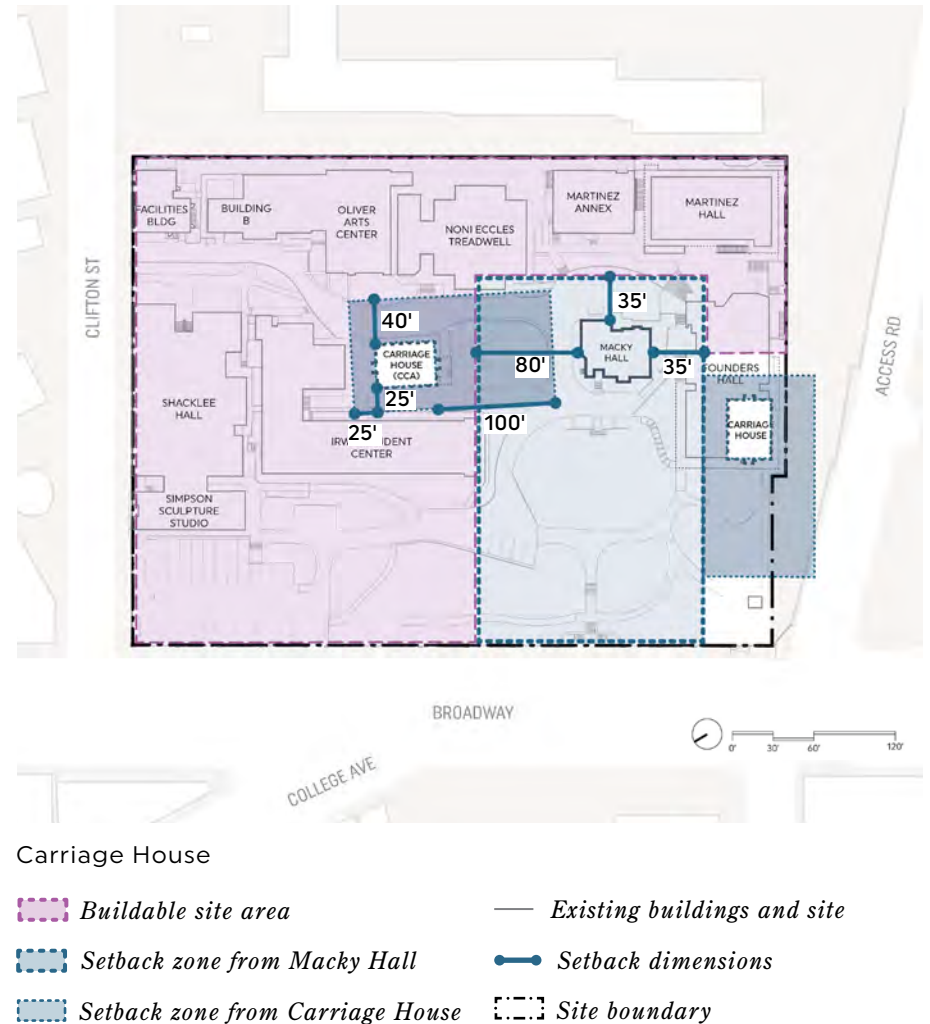 FACILITIES
BLDG
BUILDING
B
OLIVER
ARTS
CENTER
NONI ECCLES
TREADWELL
MARTINEZ
ANNEX
MARTINEZ
HALL
CLIFTON ST
ACCESS RD
40'
35'
80'
35'
MACKY
HALL
CARRIAGE
HOUSE
(CCA)
25'
25'
100'
SHACKLEE
HALL
CENTER
HALL
CARRIAGE
HOUSE
SIMPSON
SCULPTURE
STUDIO
BROADWAY
COLLEGE AVE
0' 30' 60' 120'
Carriage House
Buildable site area
Existing buildings and site
Setback zone from Macky Hall
Setback dimensions
Setback zone from Carriage House
Site boundary